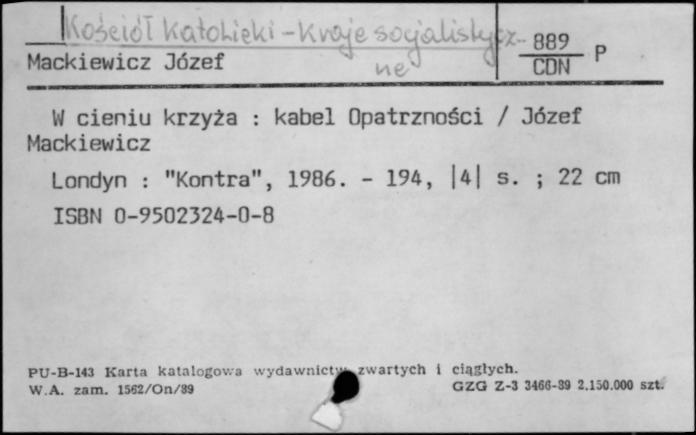 Kościół Katolicki - Kraje socjalistycz-
ne
889 P
CDN
Mackiewicz Józef
W cieniu krzyża : kabel Opatrzności / Józef
Mackiewicz
Londyn : "Kontra", 1986. - 194, |4| s. ; 22 cm
ISBN 0-9502324-0-8
PU-B-143 Karta katalogowa wydawnictw zwartych i ciągłych.
W.A. zam. 1562/On/89 GZG Z-3 3466-89 2.150.000 szt.